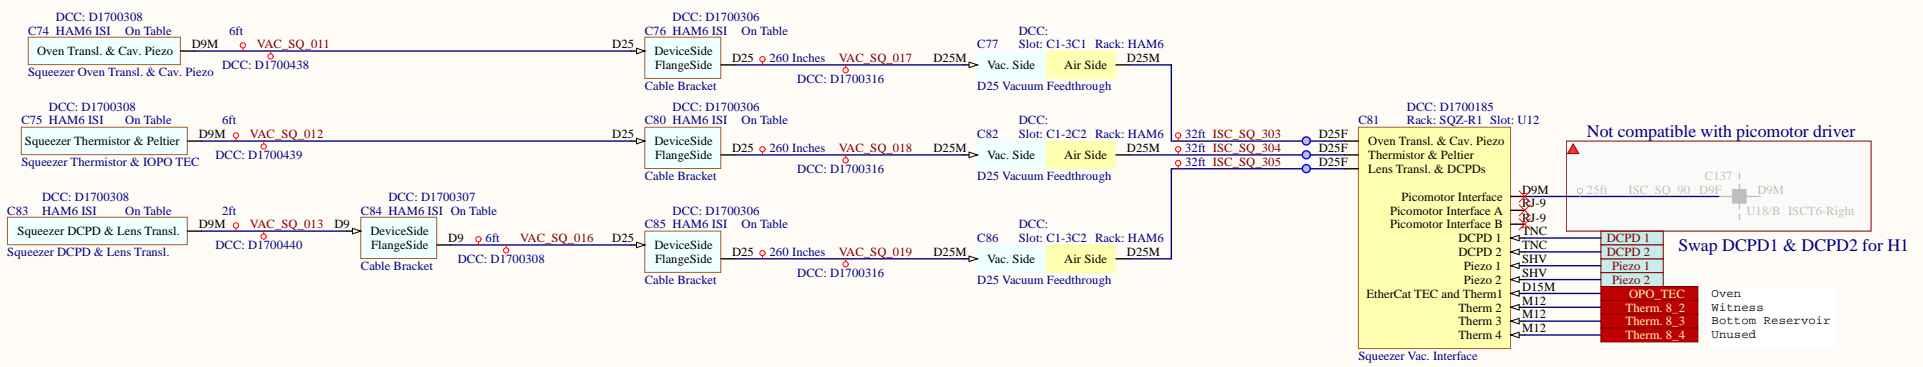 DCC: D1700308
C74 HAM6 ISI On Table
Oven Transl. & Cav. Piezo
Squeezer Oven Transl. & Cav. Piezo
D9M
6ft
VAC_SQ_011
DCC: D1700438
D25
DCC: D1700306
C76 HAM6 ISI On Table
DeviceSide
FlangeSide
Cable Bracket
D25
260 Inches
VAC_SQ_017
DCC: D1700316
D25M
DCC:
Slot: C1-3C1 Rack: HAM6
C77
Vac. Side
Air Side
D25M
D25 Vacuum Feedthrough
DCC: D1700308
C75 HAM6 ISI On Table
Squeezer Thermistor & Peltier
Squeezer Thermistor & IOPO TEC
D9M
6ft
VAC_SQ_012
DCC: D1700439
D25
DCC: D1700306
C80 HAM6 ISI On Table
DeviceSide
FlangeSide
Cable Bracket
D25
260 Inches
VAC_SQ_018
DCC: D1700316
D25M
DCC:
Slot: C1-2C2 Rack: HAM6
C82
Vac. Side
Air Side
D25M
D25 Vacuum Feedthrough
DCC: D1700308
C83 HAM6 ISI On Table
Squeezer DCPD & Lens Transl.
Squeezer DCPD & Lens Transl.
D9M
2ft
VAC_SQ_013
DCC: D1700440
D9
DCC: D1700307
C84 HAM6 ISI On Table
DeviceSide
FlangeSide
Cable Bracket
D9
6ft
VAC_SQ_016
DCC: D1700308
D25
DCC: D1700306
C85 HAM6 ISI On Table
DeviceSide
FlangeSide
Cable Bracket
D25
260 Inches
VAC_SQ_019
DCC: D1700316
D25M
DCC:
Slot: C1-3C2 Rack: HAM6
C86
Vac. Side
Air Side
D25M
D25 Vacuum Feedthrough
32ft ISC_SQ_303 D25F
32ft ISC_SQ_304 D25F
32ft ISC_SQ_305 D25F
DCC: D1700185
C81 Rack: SQZ-R1 Slot: U12
Oven Transl. & Cav. Piezo
Thermistor & Peltier
Lens Transl. & DCPDs
Picomotor Interface D9M
Picomotor Interface A RJ-9
Picomotor Interface B RJ-9
DCPD 1 TNC DCPD 1
DCPD 2 TNC DCPD 2
Piezo 1 SHV Piezo 1
Piezo 2 SHV Piezo 2
EtherCat TEC and Therm1 D15M OPO_TEC Oven
Therm 2 M12 Therm. 8_2 Witness
Therm 3 M12 Therm. 8_3 Bottom Reservoir
Therm 4 M12 Therm. 8_4 Unused
Squeezer Vac. Interface
Not compatible with picomotor driver
C137
25ft ISC_SQ_90 D9F D9M
U18/B ISCT6-Right
Swap DCPD1 & DCPD2 for H1